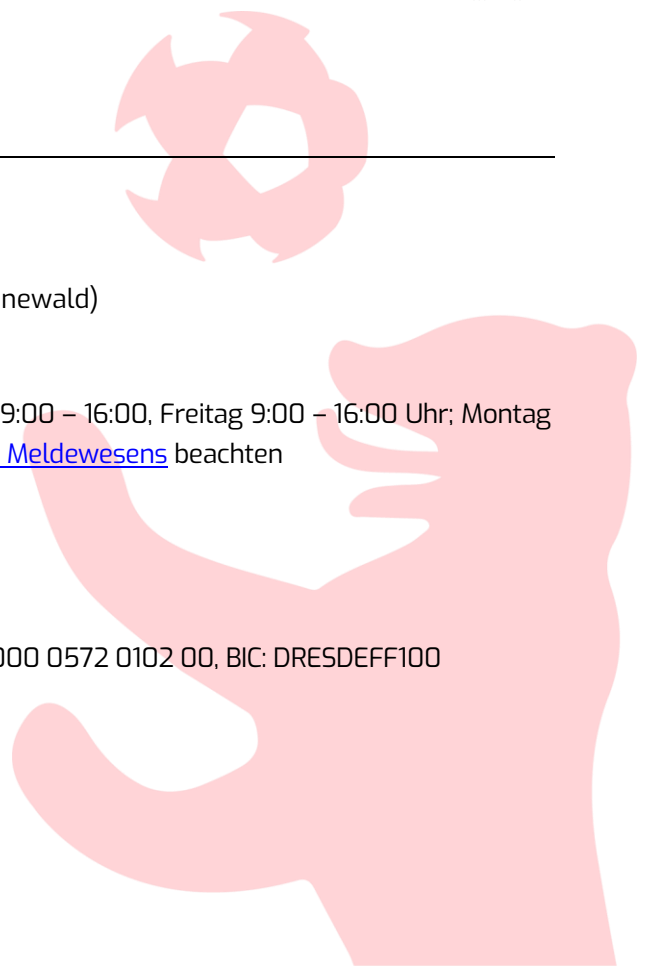 newald)
9:00 – 16:00, Freitag 9:00 – 16:00 Uhr; Montag
Meldewesens beachten
000 0572 0102 00, BIC: DRESDEFF100